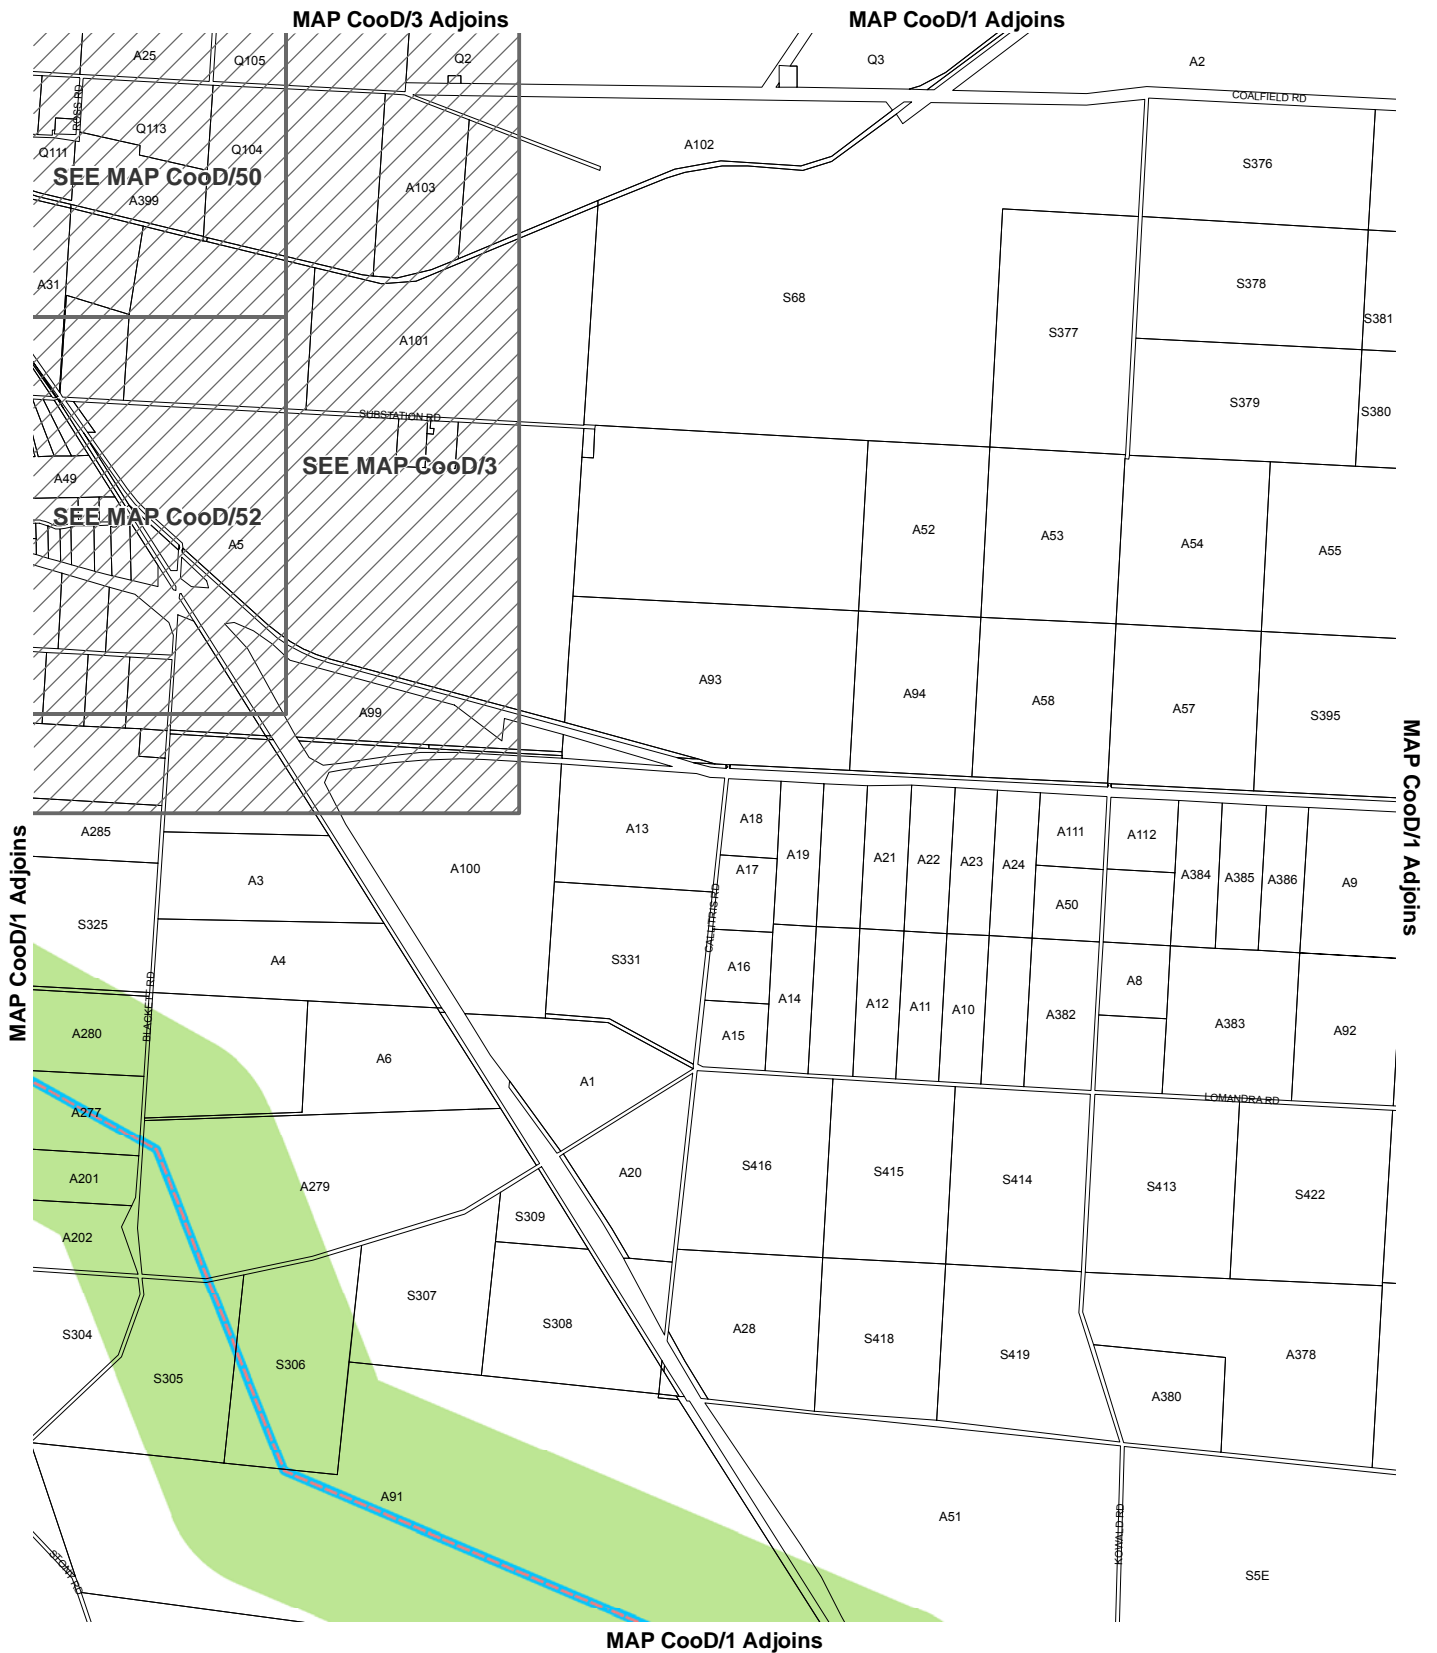 MAP CooD/3 Adjoins
MAP CooD/1 Adjoins
A25
Q105
Q2
Q3
A2
COALFIELD RD
ROSS RD
Q113
Q111
Q104
A102
S376
SEE MAP CooD/50
A103
A399
A31
S68
S378
S381
S377
A101
SUBSTATION RD
S379
S380
SEE MAP CooD/3
A49
SEE MAP CooD/52
A5
A52
A53
A54
A55
A93
A94
A58
A57
S395
A99
MAP CooD/1 Adjoins
MAP CooD/1 Adjoins
A285
A13
A18
A111
A112
A3
A100
A17
A19
A21
A22
A23
A24
A384
A385
A386
A9
S325
A50
CALLITRIS RD
A4
S331
A16
A8
BLACKETT RD
A14
A12
A11
A10
A382
A383
A92
A280
A15
A6
A1
LOMANDRA RD
A277
A201
A279
A20
S416
S415
S414
S413
S422
A202
S309
S304
S307
S308
A28
S418
S419
A378
S305
S306
A380
A91
A51
KOWALD RD
STONY RD
S5E
MAP CooD/1 Adjoins